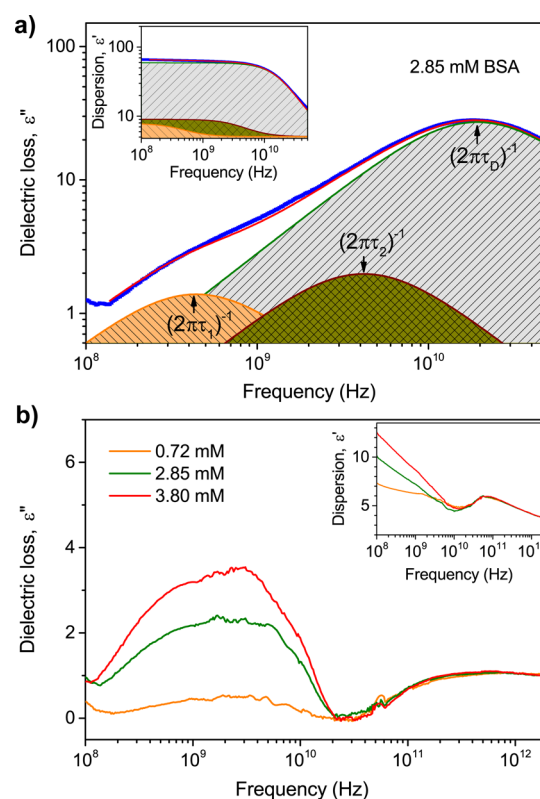 a)
100
10
1
Dielectric loss, ε"
100
10
Dispersion, ε'
10⁸ 10⁹ 10¹⁰
Frequency (Hz)
2.85 mM BSA
(2πτ_D)⁻¹
(2πτ₂)⁻¹
(2πτ₁)⁻¹
10⁸ 10⁹ 10¹⁰
Frequency (Hz)
b)
6
4
2
0
Dielectric loss, ε"
0.72 mM
2.85 mM
3.80 mM
10
5
Dispersion, ε'
10⁸ 10⁹ 10¹⁰ 10¹¹ 10¹²
Frequency (Hz)
10⁸ 10⁹ 10¹⁰ 10¹¹ 10¹²
Frequency (Hz)